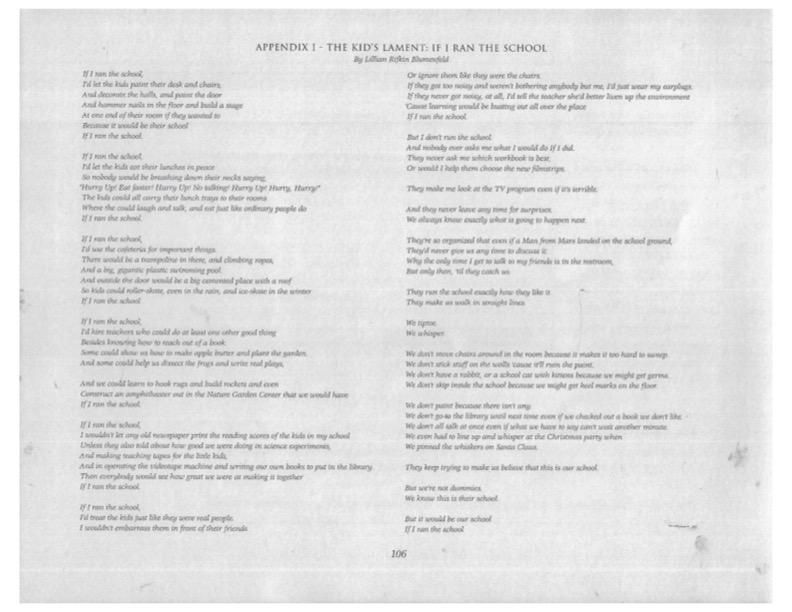 APPENDIX I - THE KID'S LAMENT: IF I RAN THE SCHOOL
By Lillian Rifkin Blumenfeld
If I ran the school,
I'd let the kids paint their desk and chairs,
And decorate the halls, and paint the door
And hammer nails in the floor and build a stage
At one end of their room if they wanted to
Because it would be their school
If I ran the school.
If I ran the school,
I'd let the kids eat their lunches in peace
So nobody would be breathing down their necks saying,
"Hurry Up! Eat faster! Hurry Up! No talking! Hurry Up! Hurry, Hurry!"
The kids could all carry their lunch trays to their rooms
Where the could laugh and talk, and eat just like ordinary people do
If I ran the school.
If I ran the school,
I'd use the cafeteria for important things.
There would be a trampoline in there, and climbing ropes,
And a big, gigantic plastic swimming pool.
And outside the door would be a big cemented place with a roof
So kids could roller-skate, even in the rain, and ice-skate in the winter
If I ran the school.
If I ran the school,
I'd hire teachers who could do at least one other good thing
Besides knowing how to teach out of a book.
Some could show us how to make apple butter and plant the garden.
And some could help us dissect the frogs and write real plays,
And we could learn to hook rugs and build rockets and even
Construct an amphitheater out in the Nature Garden Center that we would have
If I ran the school.
If I ran the school,
I wouldn't let any old newspaper print the reading scores of the kids in my school
Unless they also told about how good we were doing in science experiments,
And making teaching tapes for the little kids,
And in operating the videotape machine and writing our own books to put in the library.
Then everybody would see how great we were at making it together
If I ran the school.
If I ran the school,
I'd treat the kids just like they were real people.
I wouldn't embarrass them in front of their friends
Or ignore them like they were the chairs.
If they got too noisy and weren't bothering anybody but me, I'd just wear my earplugs.
If they never got noisy, at all, I'd tell the teacher she'd better liven up the environment
'Cause learning would be busting out all over the place
If I ran the school.
But I don't run the school.
And nobody ever asks me what I would do if I did.
They never ask me which workbook is best,
Or would I help them choose the new filmstrips.
They make me look at the TV program even if it's terrible.
And they never leave any time for surprises.
We always know exactly what is going to happen next.
They're so organized that even if a Man from Mars landed on the school ground,
They'd never give us any time to discuss it.
Why the only time I get to talk to my friends is in the restroom,
But only then, 'til they catch us.
They run the school exactly how they like it.
They make us walk in straight lines.
We tiptoe.
We whisper.
We don't move chairs around in the room because it makes it too hard to sweep.
We don't stick stuff on the walls 'cause it'll ruin the paint.
We don't have a rabbit, or a school cat with kittens because we might get germs.
We don't skip inside the school because we might get heel marks on the floor.
We don't paint because there isn't any.
We don't go to the library until next time even if we checked out a book we don't like.
We don't all talk at once even if what we have to say can't wait another minute.
We even had to line up and whisper at the Christmas party when
We pinned the whiskers on Santa Claus.
They keep trying to make us believe that this is our school.
But we're not dummies.
We know this is their school.
But it would be our school
If I ran the school.
106